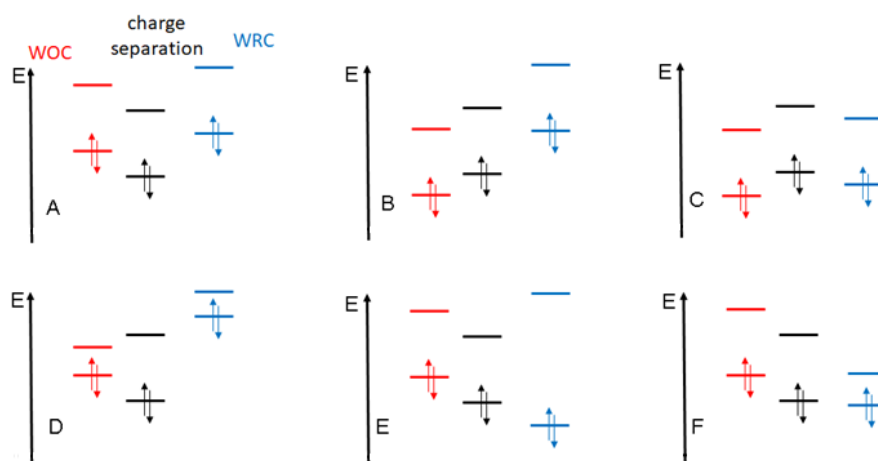 charge
WOC separation WRC
E E E
A B C
E E E
D E F